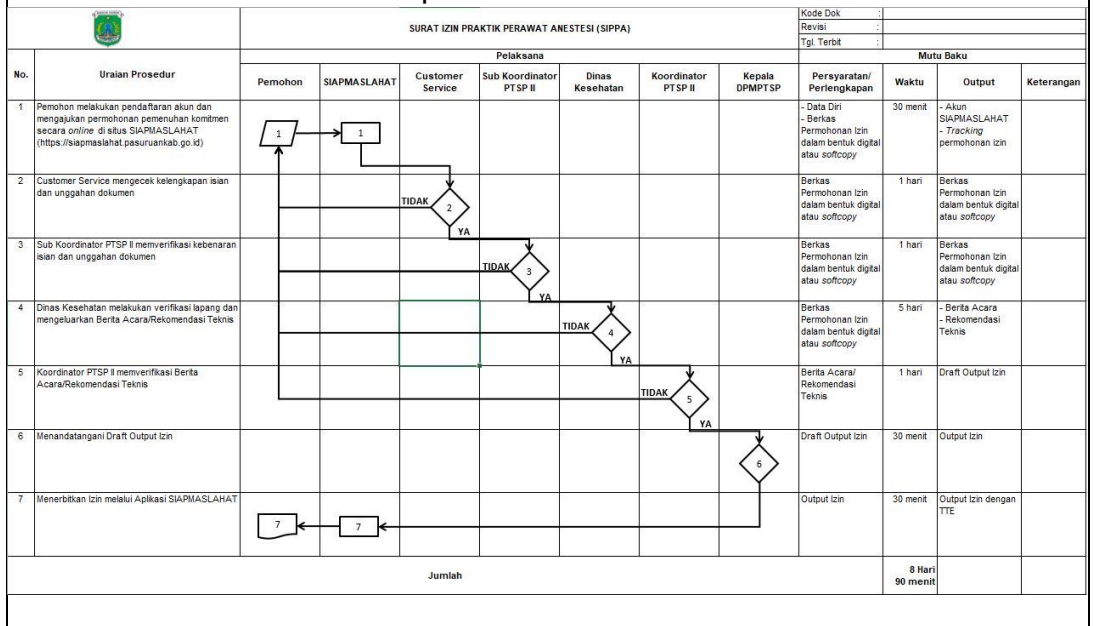 SURAT IZIN PRAKTIK PERAWAT ANESTESI (SIPPA)
Kode Dok :
Revisi :
Tgl. Terbit :
No.
Uraian Prosedur
Pelaksana
Mutu Baku
Pemohon
SIAPMASLAHAT
Customer
Service
Sub Koordinator
PTSP II
Dinas
Kesehatan
Koordinator
PTSP II
Kepala
DPMPTSP
Persyaratan/
Perlengkapan
Waktu
Output
Keterangan
1
Pemohon melakukan pendaftaran akun dan
mengajukan permohonan pemenuhan komitmen
secara online di situs SIAPMASLAHAT
(https://siapmaslahat.pasuruankab.go.id)
1
1
- Data Diri
- Berkas
Permohonan Izin
dalam bentuk digital
atau softcopy
30 menit
- Akun
SIAPMASLAHAT
- Tracking
permohonan izin
2
Customer Service mengecek kelengkapan isian
dan unggahan dokumen
TIDAK
2
YA
Berkas
Permohonan Izin
dalam bentuk digital
atau softcopy
1 hari
Berkas
Permohonan Izin
dalam bentuk digital
atau softcopy
3
Sub Koordinator PTSP II memverifikasi kebenaran
isian dan unggahan dokumen
TIDAK
3
YA
Berkas
Permohonan Izin
dalam bentuk digital
atau softcopy
1 hari
Berkas
Permohonan Izin
dalam bentuk digital
atau softcopy
4
Dinas Kesehatan melakukan verifikasi lapang dan
mengeluarkan Berita Acara/Rekomendasi Teknis
TIDAK
4
YA
Berkas
Permohonan Izin
dalam bentuk digital
atau softcopy
5 hari
- Berita Acara
- Rekomendasi
Teknis
5
Koordinator PTSP II memverifikasi Berita
Acara/Rekomendasi Teknis
TIDAK
5
YA
Berita Acara/
Rekomendasi
Teknis
1 hari
Draft Output Izin
6
Menandatangani Draft Output Izin
6
Draft Output Izin
30 menit
Output Izin
7
Menerbitkan Izin melalui Aplikasi SIAPMASLAHAT
7
7
Output Izin
30 menit
Output Izin dengan
TTE
Jumlah
8 Hari
90 menit